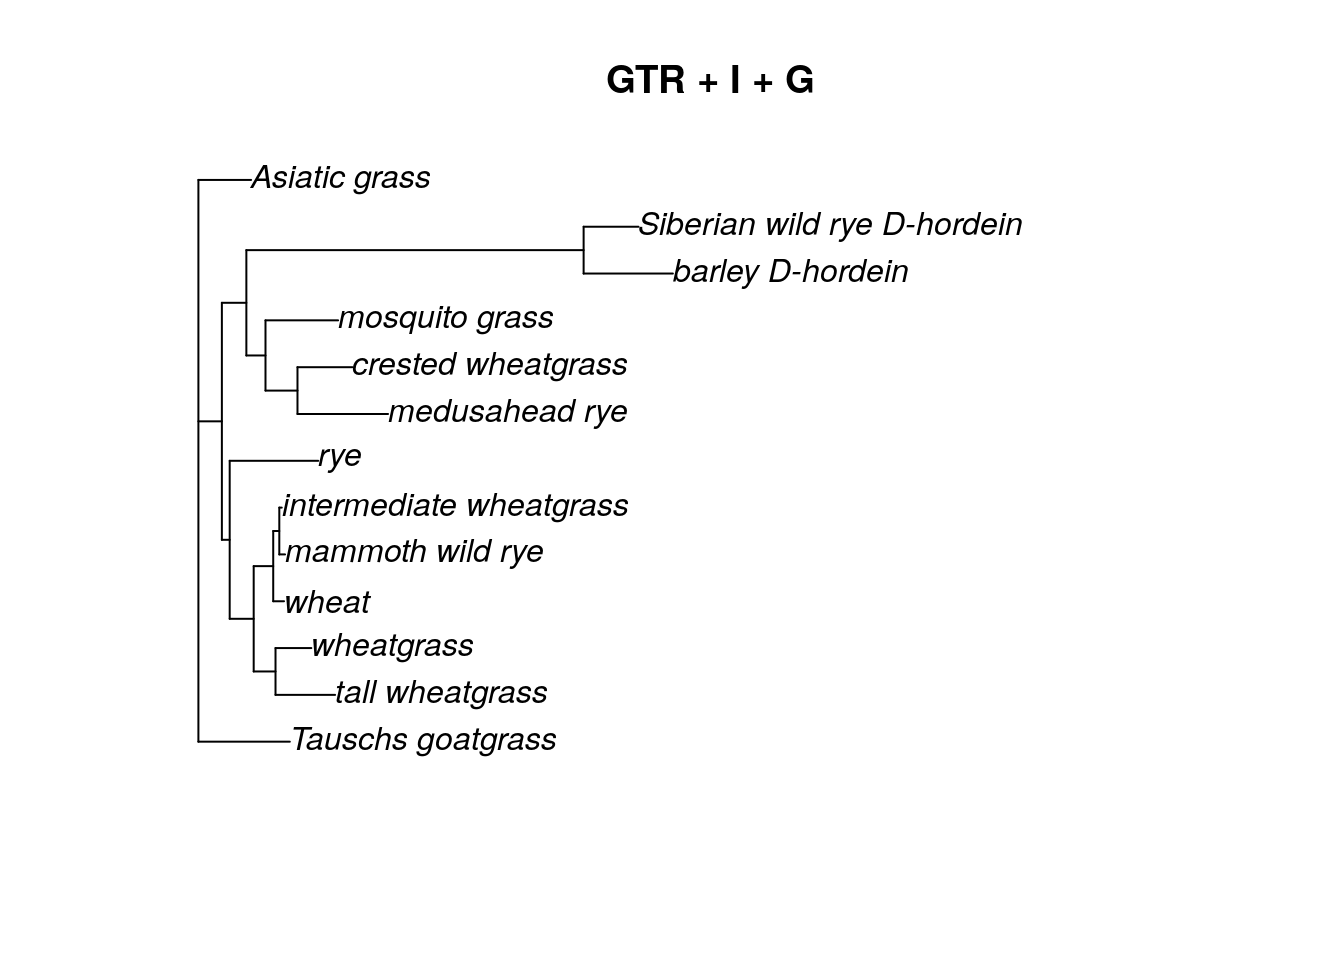 GTR + I + G
Asiatic grass
Siberian wild rye D-hordein
barley D-hordein
mosquito grass
crested wheatgrass
medusahead rye
rye
intermediate wheatgrass
mammoth wild rye
wheat
wheatgrass
tall wheatgrass
Tauschs goatgrass